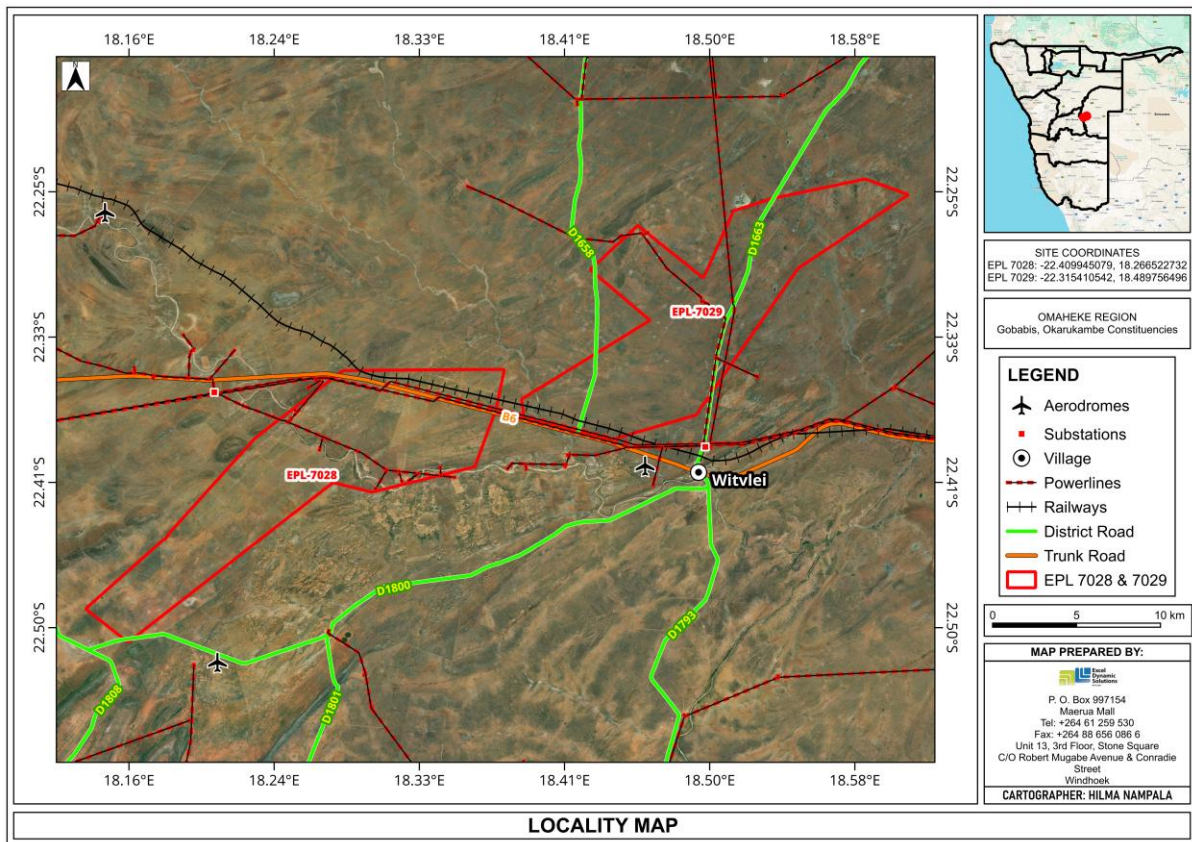 18.16°E
18.24°E
18.33°E
18.41°E
18.50°E
18.58°E
N
22.25°S
22.25°S
D1658
D1663
EPL-7029
22.33°S
22.33°S
B6
EPL-7028
22.41°S
22.41°S
Witvlei
D1800
22.50°S
22.50°S
D1793
D1808
D1801
18.16°E
18.24°E
18.33°E
18.41°E
18.50°E
18.58°E
SITE COORDINATES
EPL 7028: -22.409945079, 18.266522732
EPL 7029: -22.315410542, 18.489756496
OMAHEKE REGION
Gobabis, Okarukambe Constituencies
LEGEND
Aerodromes
Substations
Village
Powerlines
Railways
District Road
Trunk Road
EPL 7028 & 7029
0 5 10 km
MAP PREPARED BY:
Excel
Dynamic
Solutions
P. O. Box 997154
Maerua Mall
Tel: +264 61 259 530
Fax: +264 88 656 086 6
Unit 13, 3rd Floor, Stone Square
C/O Robert Mugabe Avenue & Conradie
Street
Windhoek
CARTOGRAPHER: HILMA NAMPALA
LOCALITY MAP